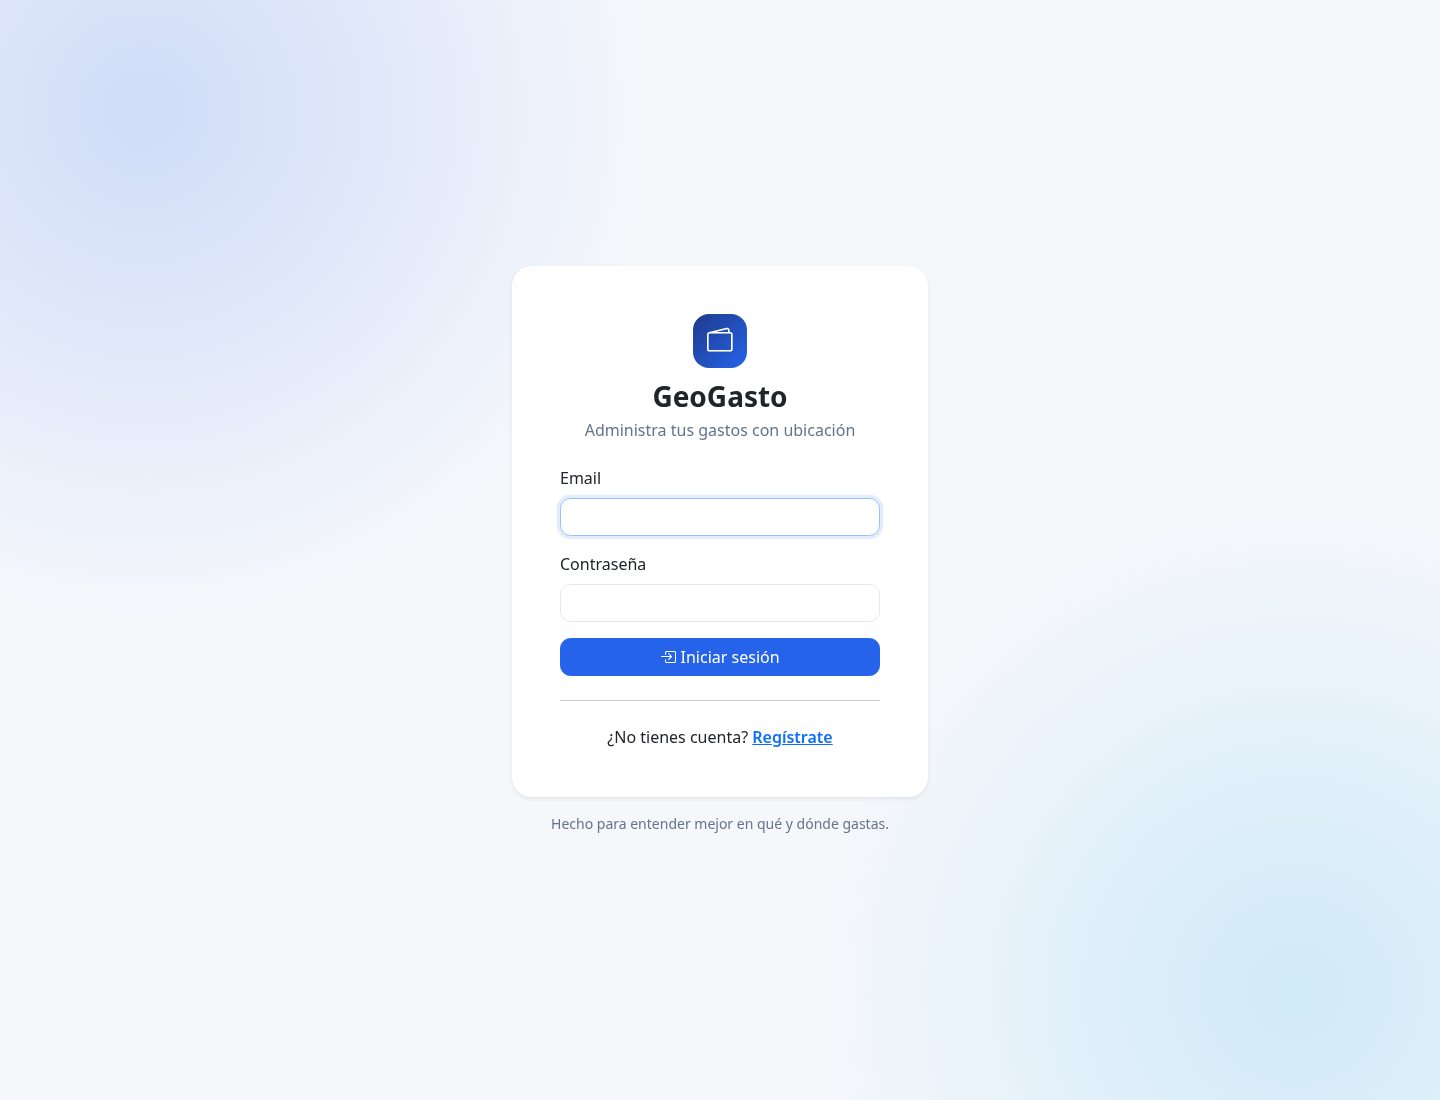 GeoGasto
Administra tus gastos con ubicación
Email
Contraseña
Iniciar sesión
¿No tienes cuenta? Regístrate
Hecho para entender mejor en qué y dónde gastas.